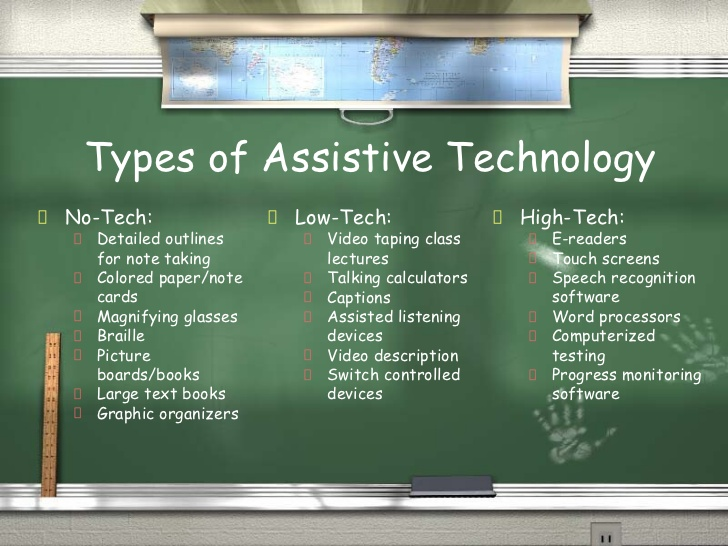 Types of Assistive Technology
No-Tech:
Detailed outlines
for note taking
Colored paper/note
cards
Magnifying glasses
Braille
Picture
boards/books
Large text books
Graphic organizers
Low-Tech:
Video taping class
lectures
Talking calculators
Captions
Assisted listening
devices
Video description
Switch controlled
devices
High-Tech:
E-readers
Touch screens
Speech recognition
software
Word processors
Computerized
testing
Progress monitoring
software